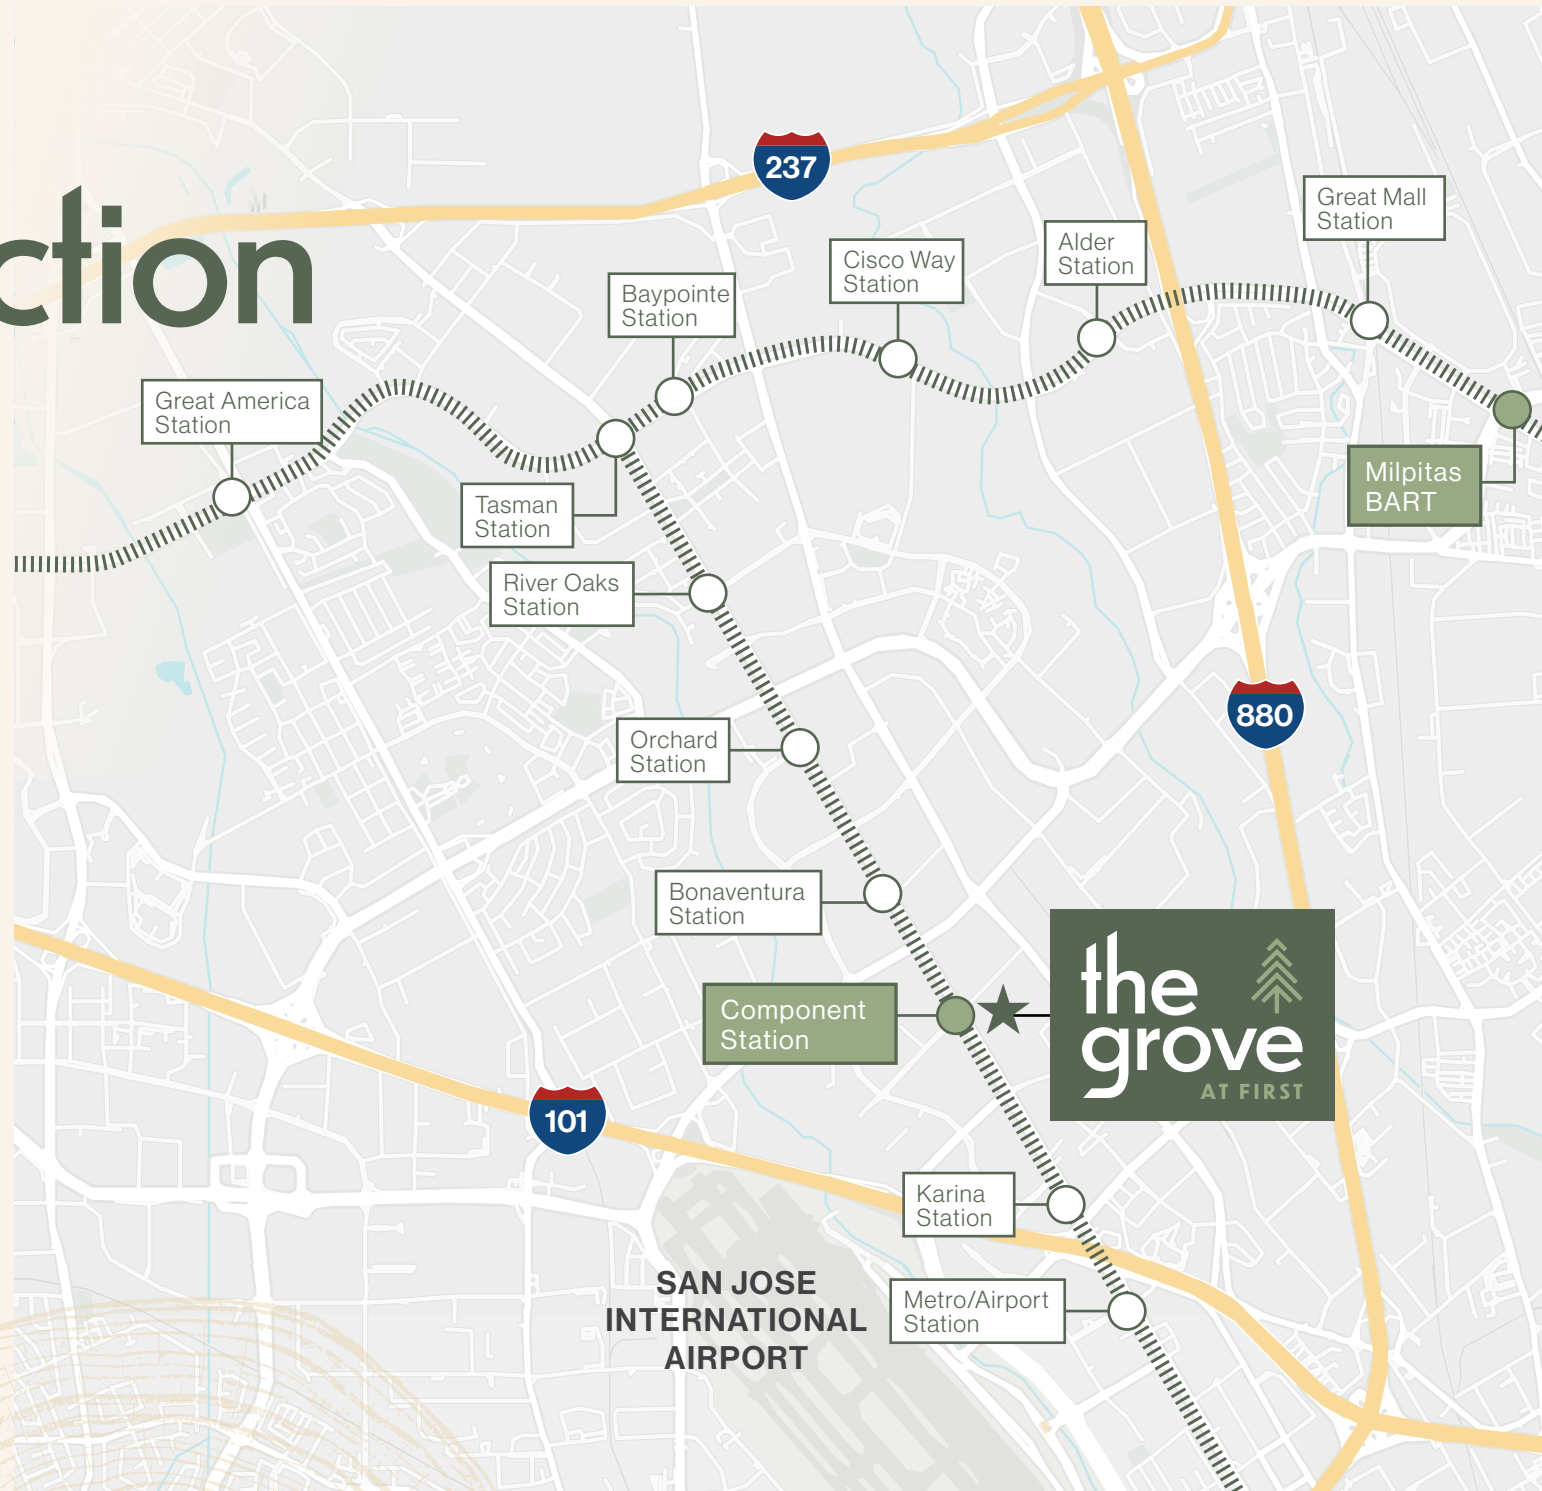 237
Great Mall
Station
ction
Alder
Station
Cisco Way
Station
Baypointe
Station
Great America
Station
Milpitas
BART
Tasman
Station
River Oaks
Station
880
Orchard
Station
Bonaventura
Station
the
grove
AT FIRST
Component
Station
101
Karina
Station
SAN JOSE
INTERNATIONAL
AIRPORT
Metro/Airport
Station